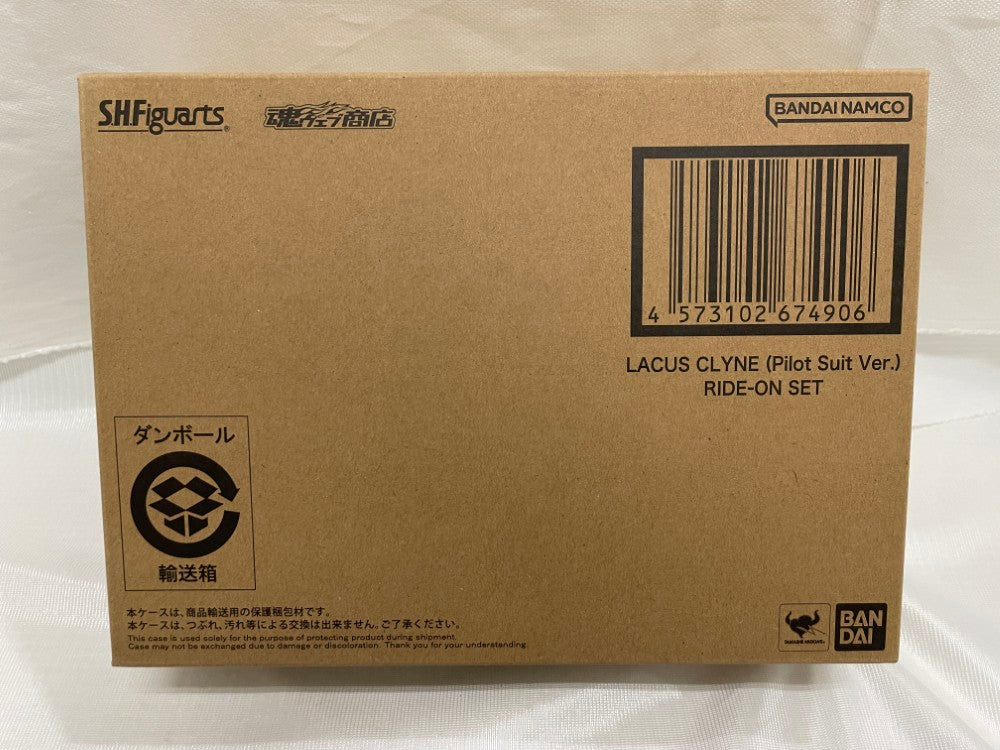 S.H.Figuarts®
魂ウェブ商店
BANDAI NAMCO
4 573102 674906
LACUS CLYNE (Pilot Suit Ver.)
RIDE-ON SET
ダンボール
輸送箱
本ケースは、商品輸送用の保護梱包材です。
本ケースは、つぶれ、汚れ等による交換は出来ません。ご了承ください。
This case is used solely for the purpose of protecting product during shipment.
Case may not be exchanged due to damage or discoloration. Thank you for your understanding.
TAMASHII NATIONS
BAN
DAI